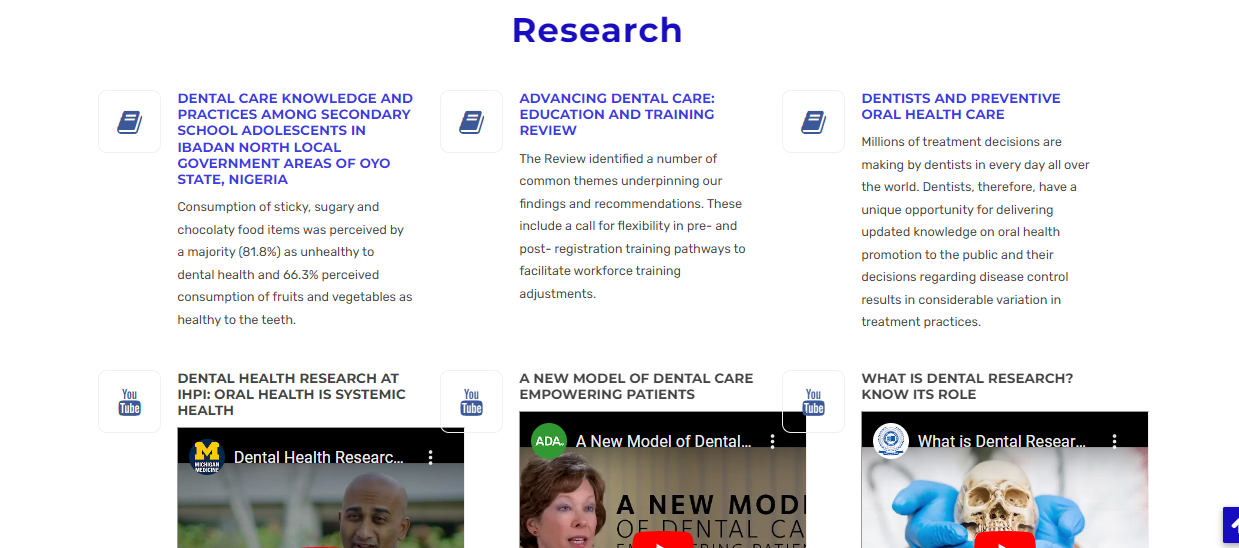 Research
DENTAL CARE KNOWLEDGE AND
PRACTICES AMONG SECONDARY
SCHOOL ADOLESCENTS IN
IBADAN NORTH LOCAL
GOVERNMENT AREAS OF OYO
STATE, NIGERIA
Consumption of sticky, sugary and
chocolaty food items was perceived by
a majority (81.8%) as unhealthy to
dental health and 66.3% perceived
consumption of fruits and vegetables as
healthy to the teeth.
ADVANCING DENTAL CARE:
EDUCATION AND TRAINING
REVIEW
The Review identified a number of
common themes underpinning our
findings and recommendations. These
include a call for flexibility in pre- and
post- registration training pathways to
facilitate workforce training
adjustments.
DENTISTS AND PREVENTIVE
ORAL HEALTH CARE
Millions of treatment decisions are
making by dentists in every day all over
the world. Dentists, therefore, have a
unique opportunity for delivering
updated knowledge on oral health
promotion to the public and their
decisions regarding disease control
results in considerable variation in
treatment practices.
You
Tube
DENTAL HEALTH RESEARCH AT
IHPI: ORAL HEALTH IS SYSTEMIC
HEALTH
M
MICHIGAN
MEDICINE
Dental Health Researc...
You
Tube
A NEW MODEL OF DENTAL CARE
EMPOWERING PATIENTS
ADA
A New Model of Dental...
A NEW MODE
OF DENTAL CA
You
Tube
WHAT IS DENTAL RESEARCH?
KNOW ITS ROLE
What is Dental Resear...